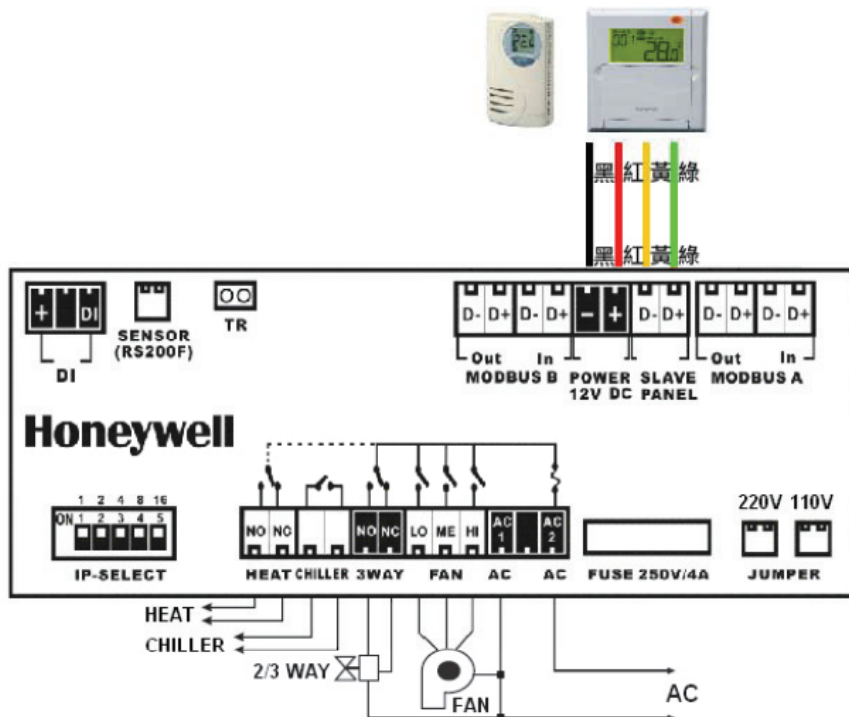 28.0
黑 紅 黃 綠
黑 紅 黃 綠
+ DI
SENSOR
(RS200F)
TR
DI
D- D+ D- D+ - + D- D+ D- D+ D- D+
Out In Out In
MODBUS B POWER SLAVE MODBUS A
12V DC PANEL
Honeywell
1 2 4 8 16
ON 1 2 3 4 5
IP-SELECT
NO NC NO NC LO ME HI AC 1 AC 2
HEAT CHILLER 3WAY FAN AC AC
FUSE 250V/4A
220V 110V
JUMPER
HEAT
CHILLER
2/3 WAY
FAN
AC